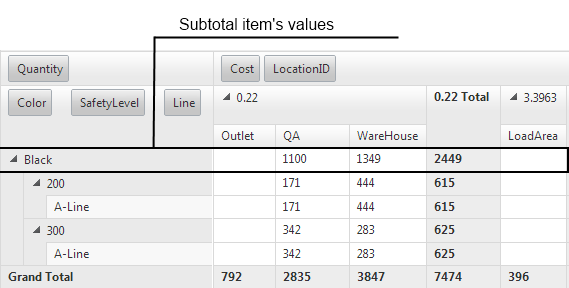 Subtotal item's values
Quantity Cost LocationID
Color SafetyLevel Line 0.22 0.22 Total 3.3963
Outlet QA WareHouse LoadArea
Black 1100 1349 2449
200 171 444 615
A-Line 171 444 615
300 342 283 625
A-Line 342 283 625
Grand Total 792 2835 3847 7474 396